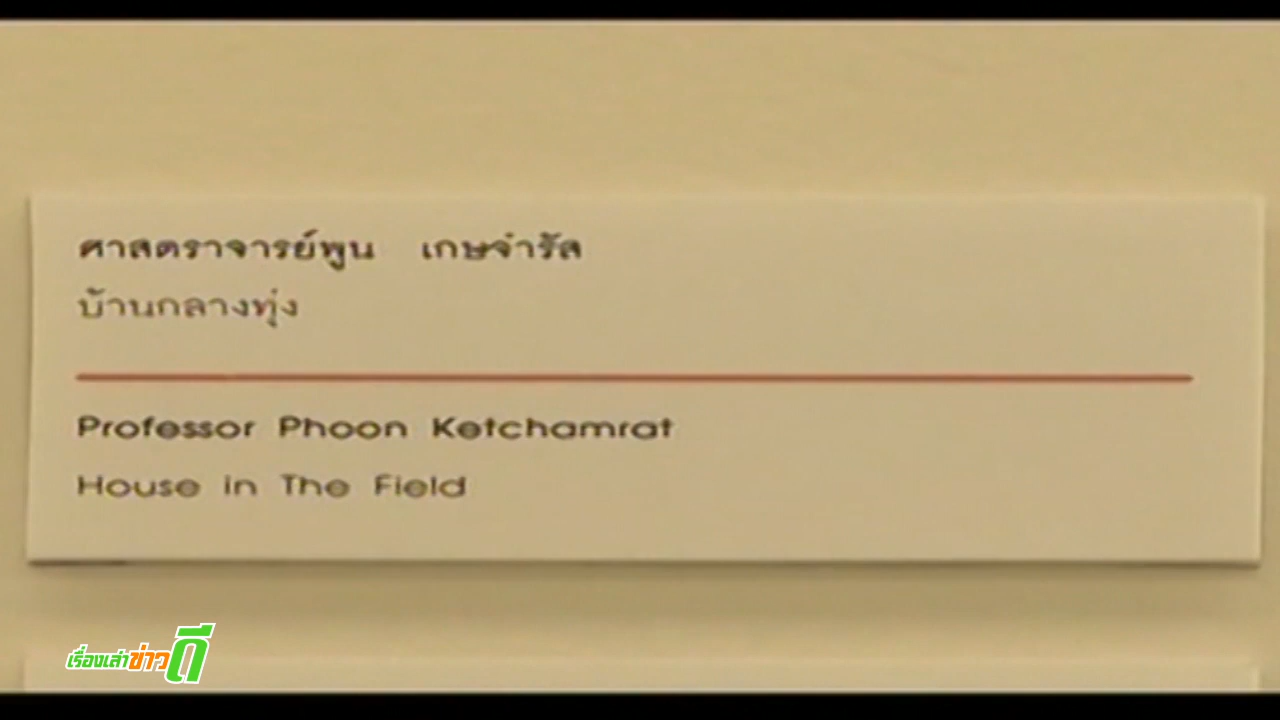 ศาสตราจารย์พูน เกษจำรัส
บ้านกลางทุ่ง
Professor Phoon Ketchamrat
House in The Field
เรื่องเล่าข่าวดี